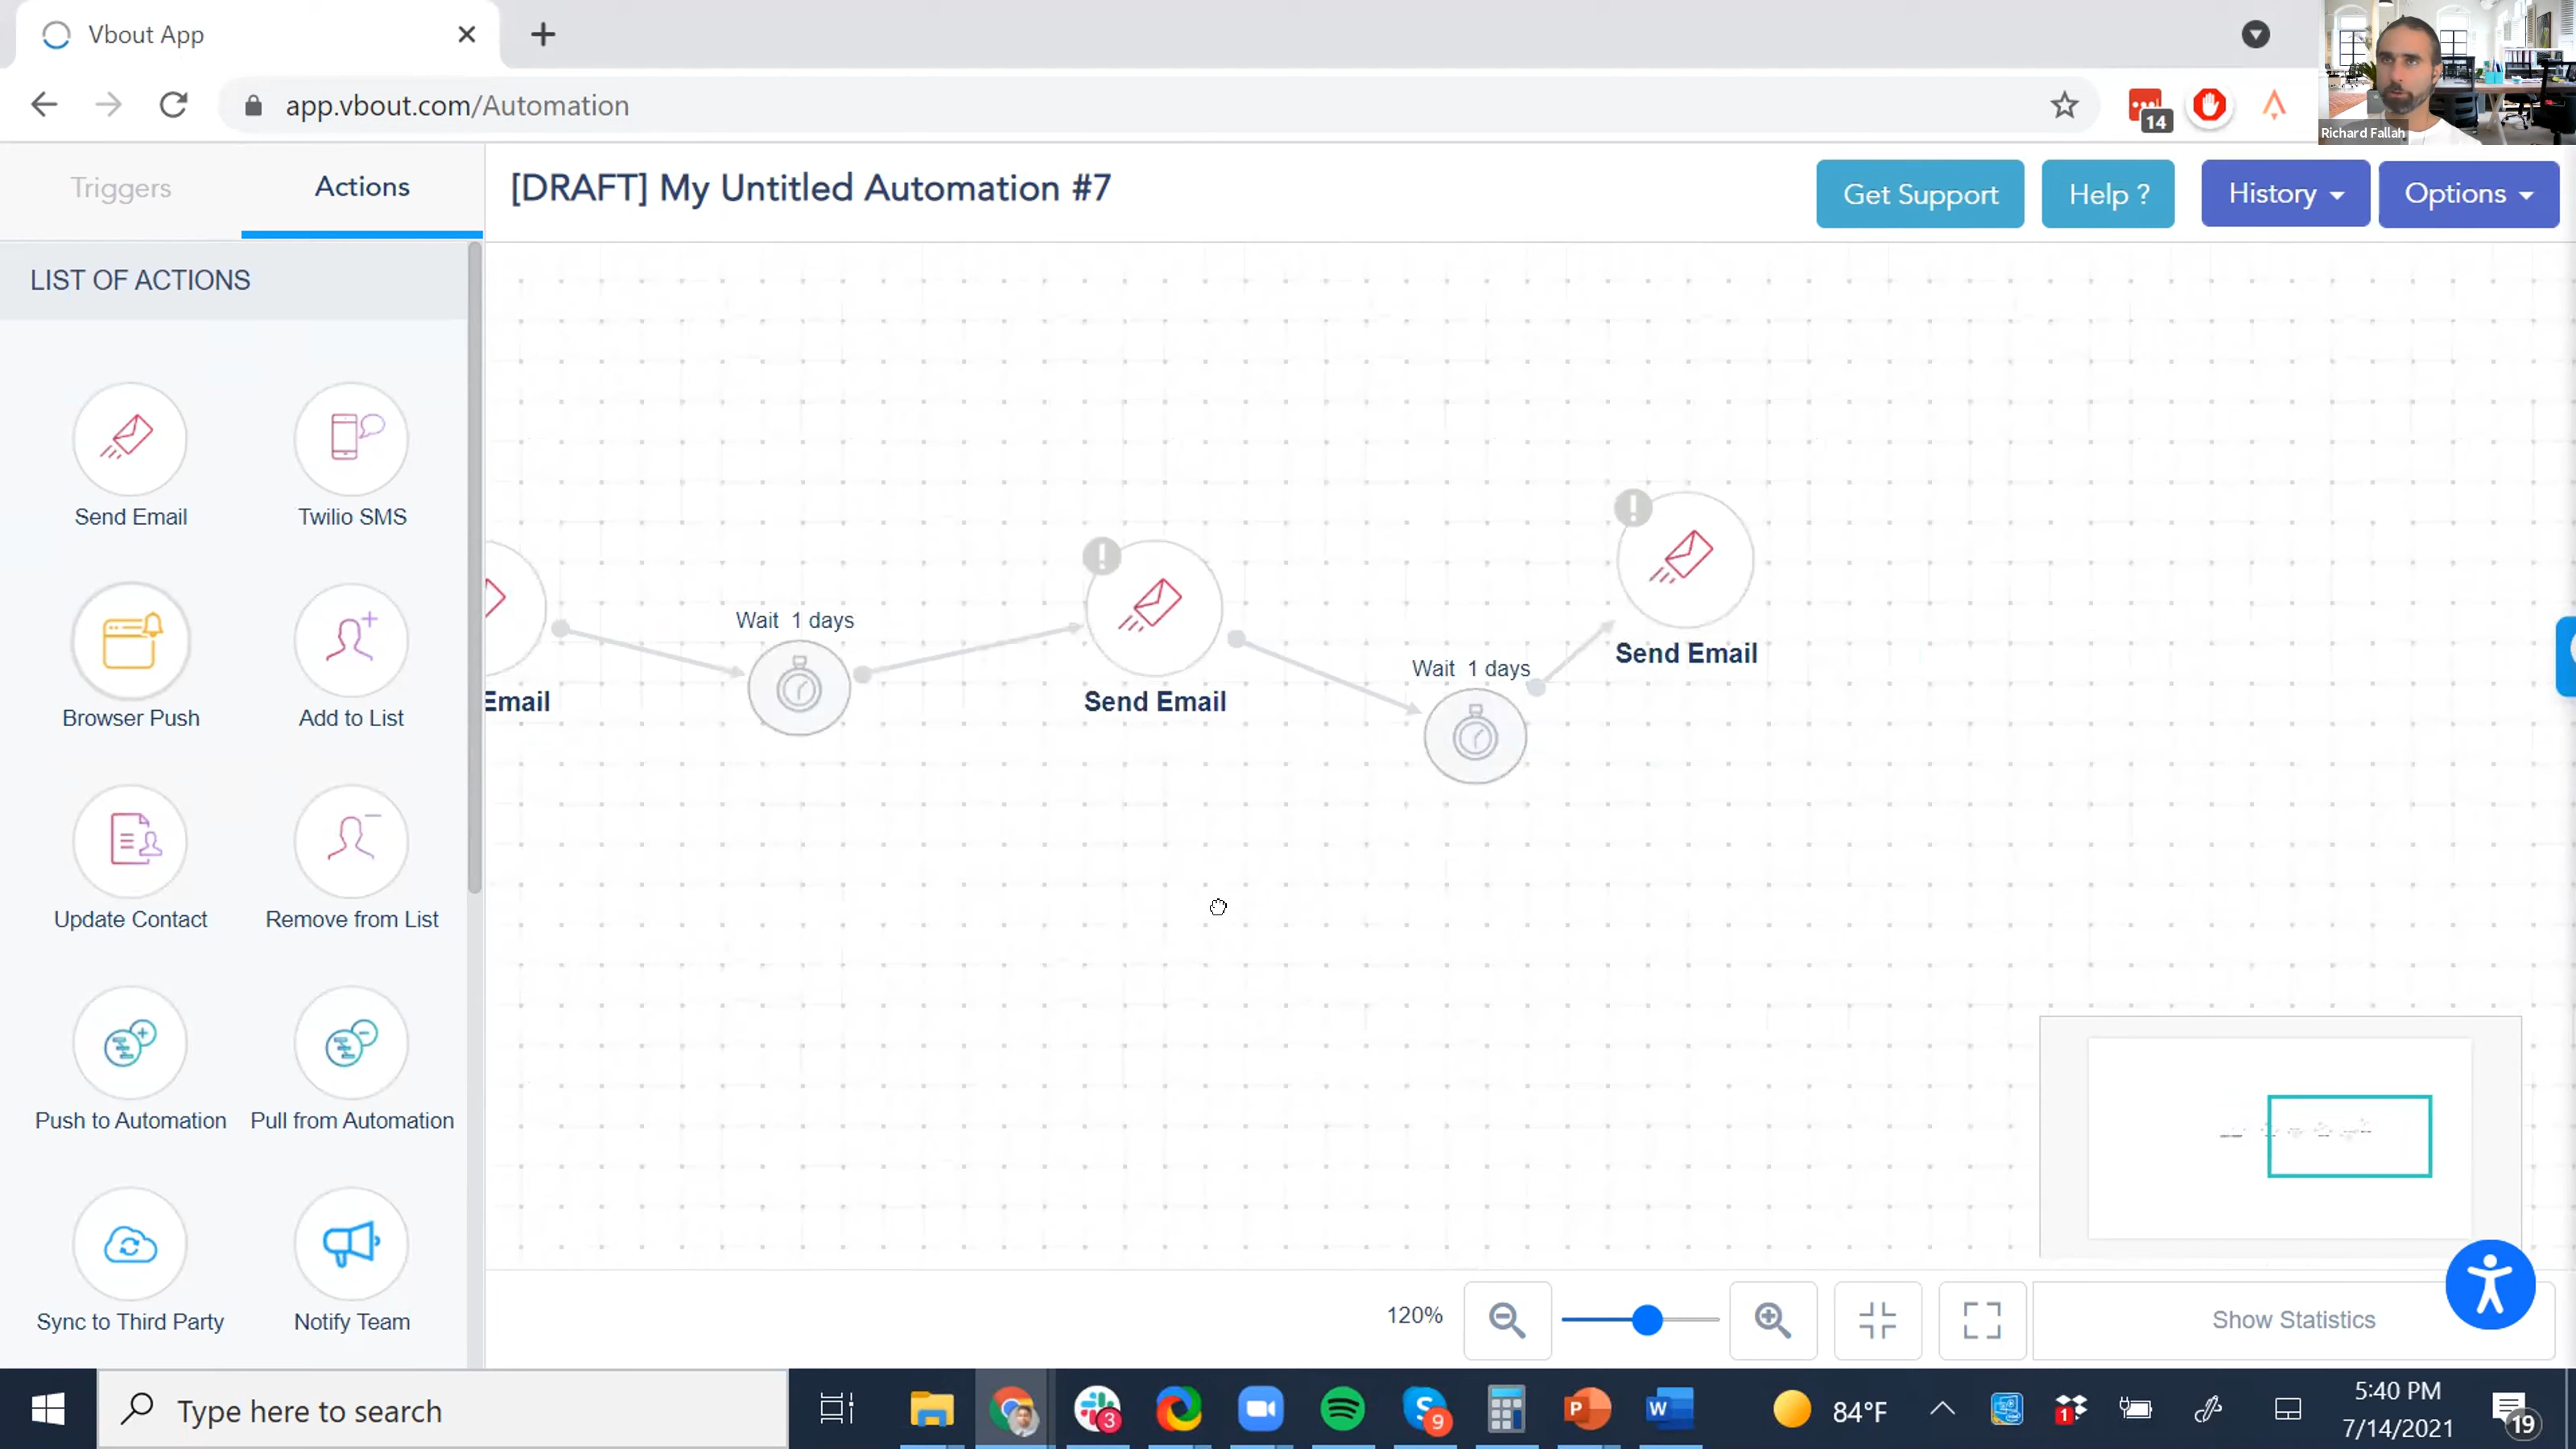 Vbout App
app.vbout.com/Automation
14
Richard Fallah
Triggers
Actions
[DRAFT] My Untitled Automation #7
Get Support
Help ?
History
Options
LIST OF ACTIONS
Send Email
Twilio SMS
Browser Push
Add to List
Update Contact
Remove from List
Push to Automation
Pull from Automation
Sync to Third Party
Notify Team
Email
Wait 1 days
Send Email
Wait 1 days
Send Email
120%
Show Statistics
Type here to search
3
9
P
W
84°F
1
5:40 PM
7/14/2021
19